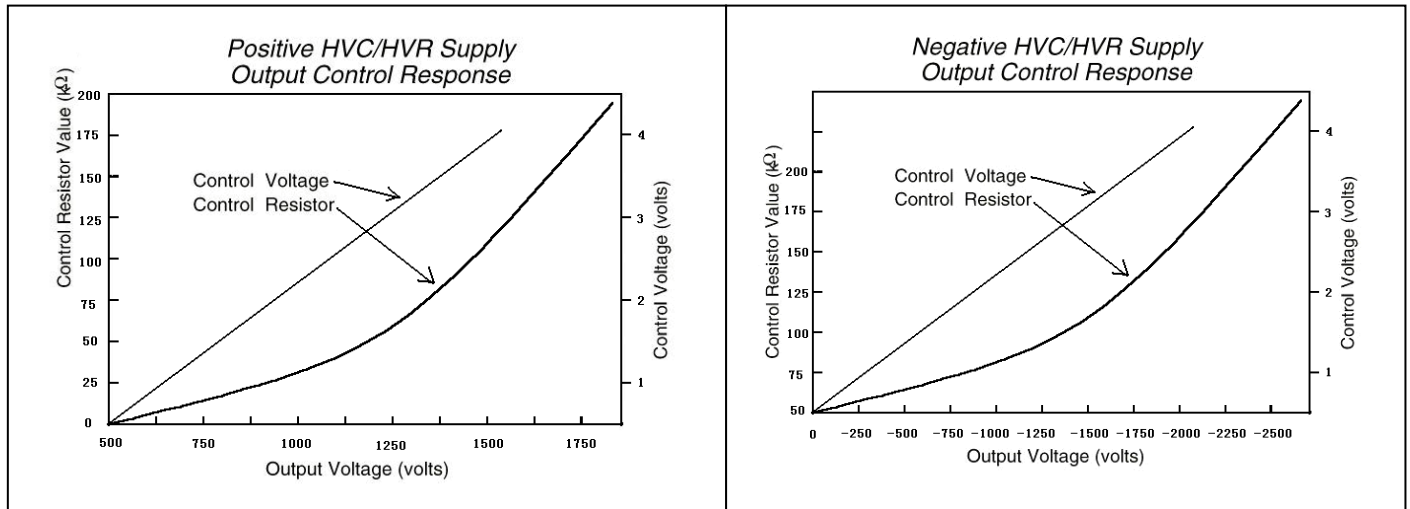 Positive HVC/HVR Supply
Output Control Response
Control Resistor Value (kΩ)
200
175
150
125
100
75
50
25
0
Control Voltage
Control Resistor
4
3
2
1
Control Voltage (volts)
500 750 1000 1250 1500 1750
Output Voltage (volts)
Negative HVC/HVR Supply
Output Control Response
Control Resistor Value (kΩ)
200
175
150
125
100
75
50
Control Voltage
Control Resistor
4
3
2
1
Control Voltage (volts)
0 -250 -500 -750 -1000 -1250 -1500 -1750 -2000 -2250 -2500
Output Voltage (volts)